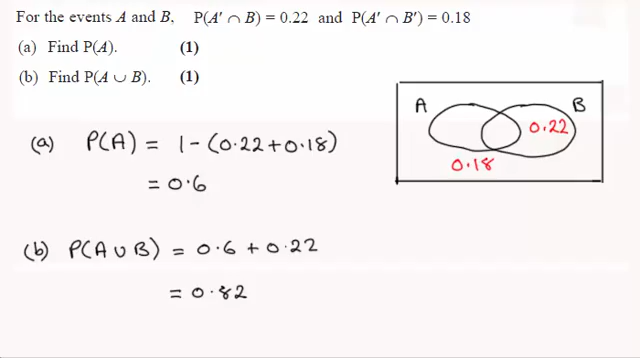 For the events A and B, P(A′ ∩ B) = 0.22 and P(A′ ∩ B′) = 0.18
(a) Find P(A). (1)
(b) Find P(A ∪ B). (1)
A B
0.22
0.18
(a) P(A) = 1 - (0.22 + 0.18)
= 0.6
(b) P(A ∪ B) = 0.6 + 0.22
= 0.82